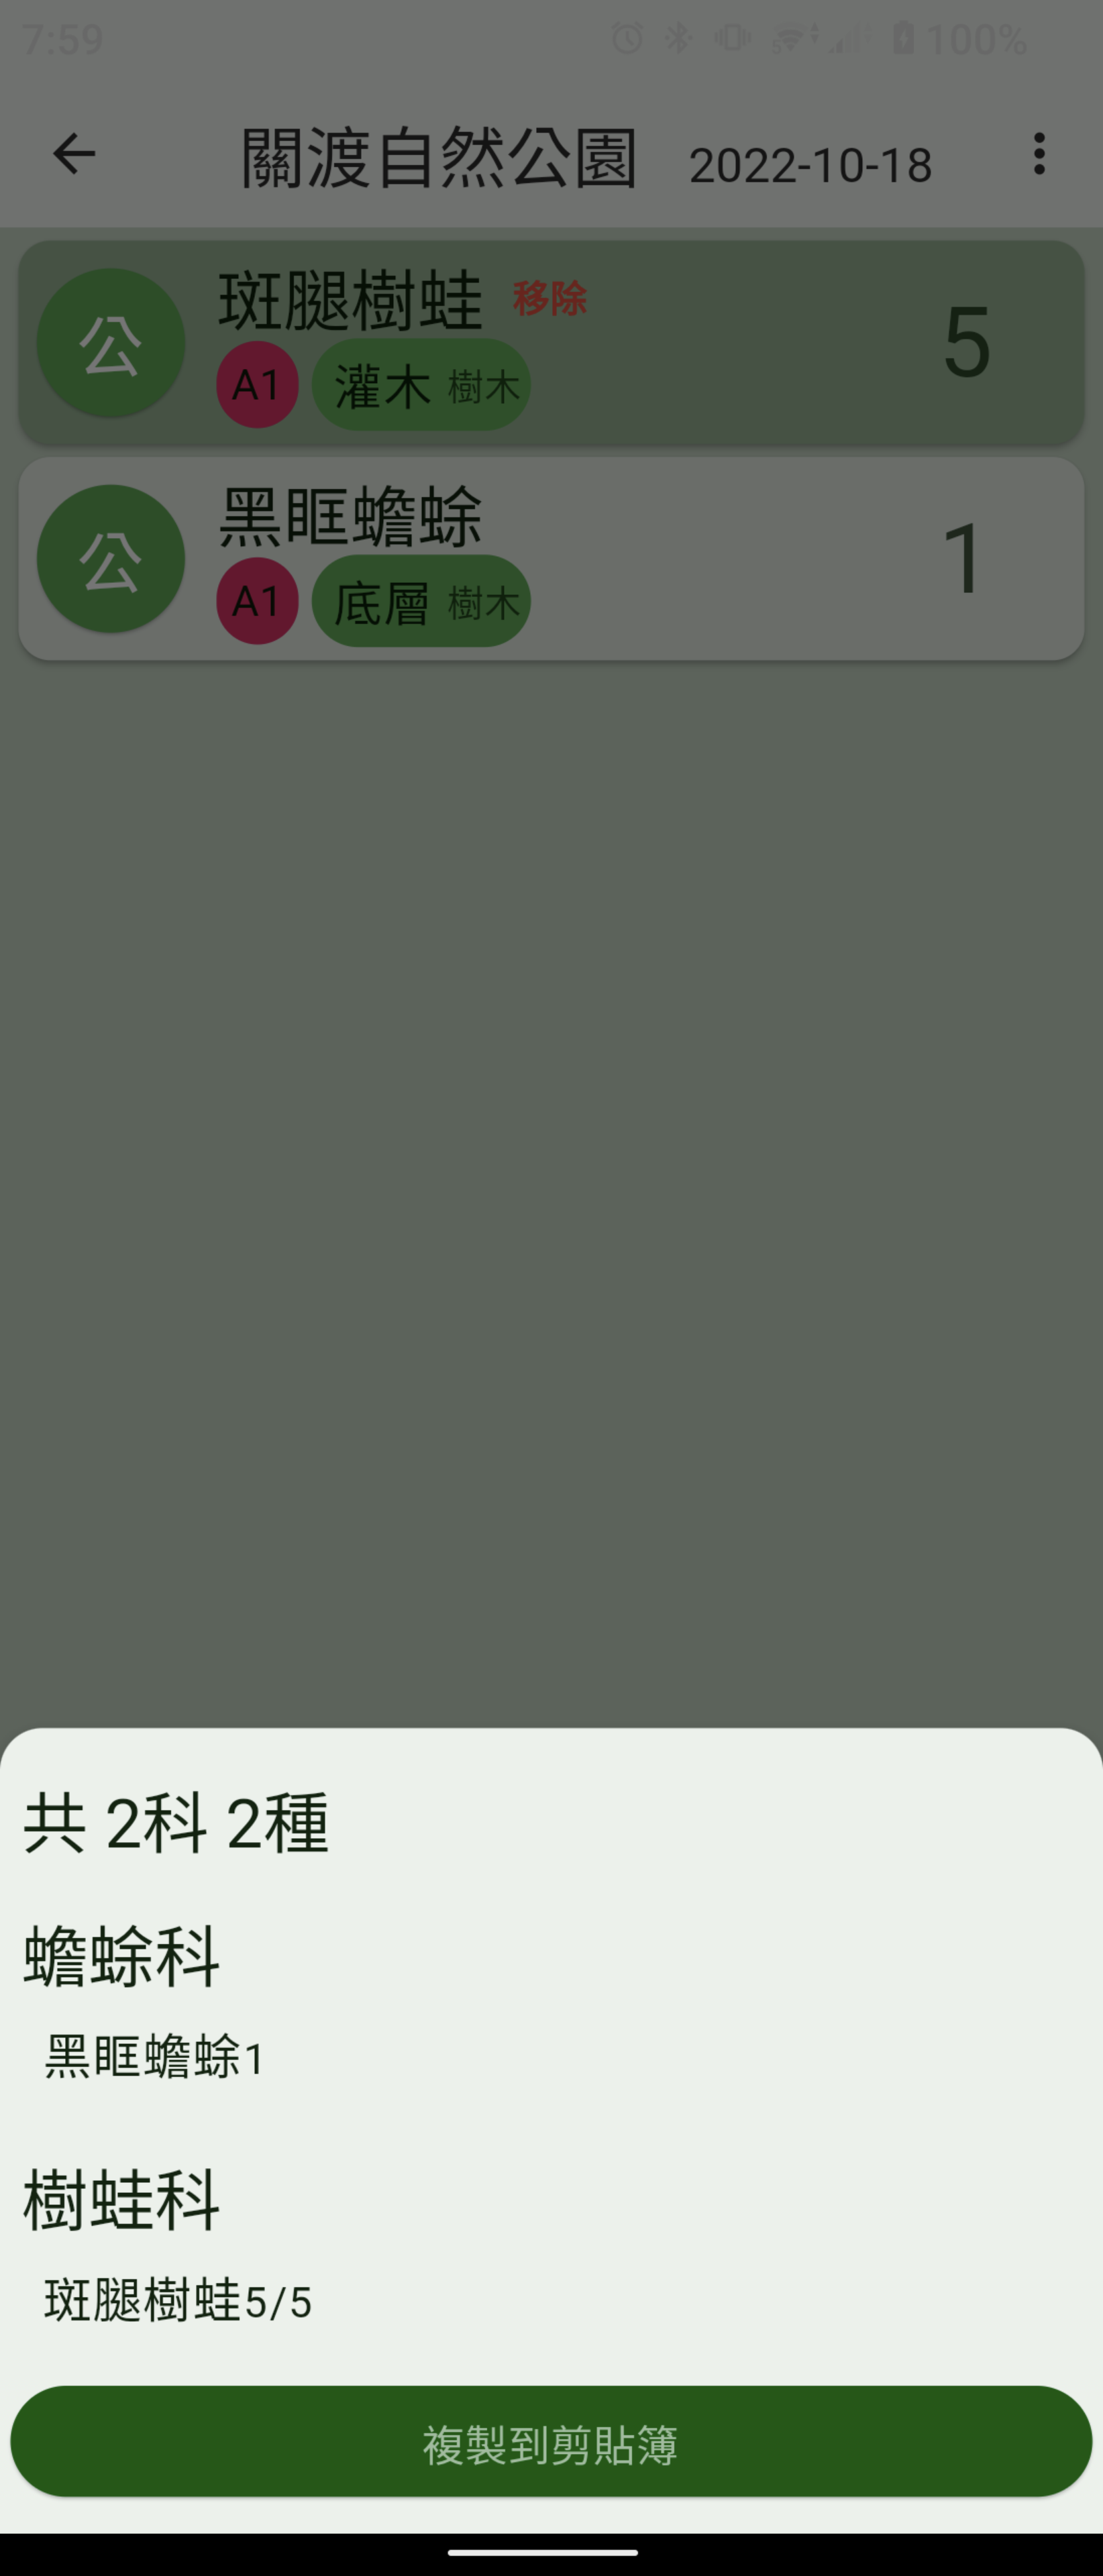 7:59 100%
關渡自然公園 2022-10-18
公 斑腿樹蛙 移除 5
A1 灌木 樹木
公 黑眶蟾蜍 1
A1 底層 樹木
共 2科 2種
蟾蜍科
黑眶蟾蜍1
樹蛙科
斑腿樹蛙5/5
複製到剪貼簿